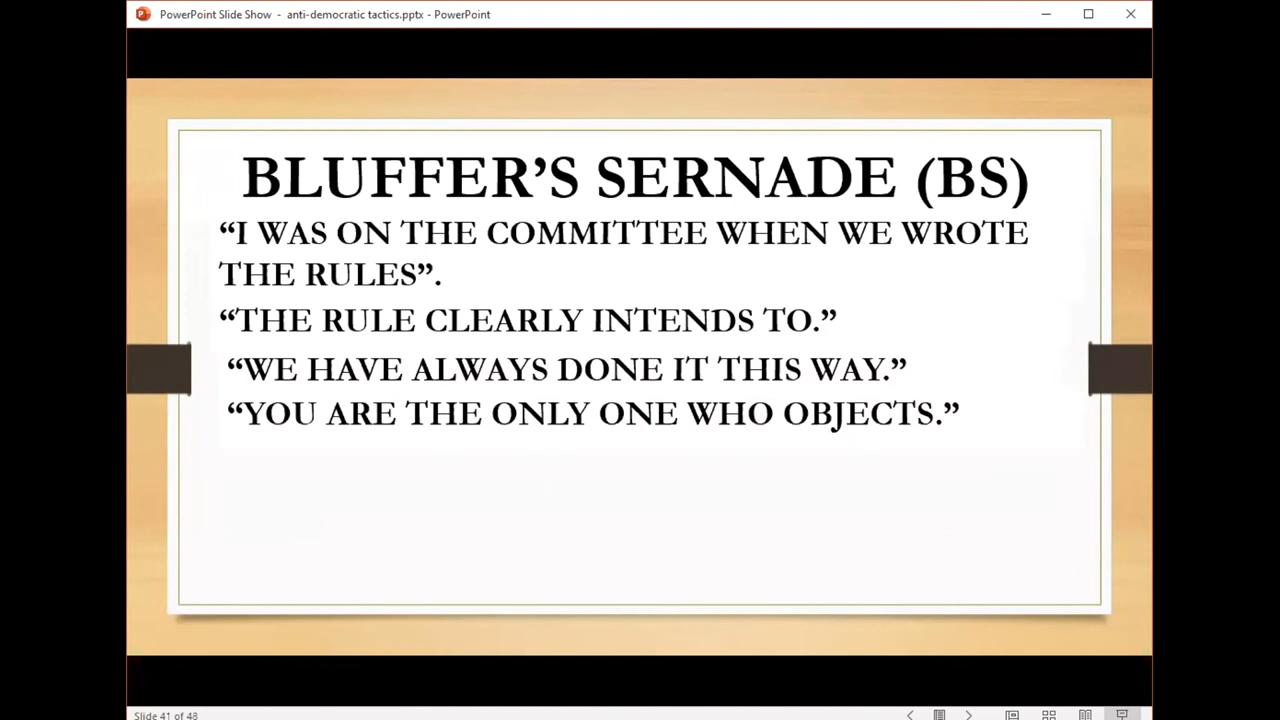 PowerPoint Slide Show - anti-democratic tactics.pptx - PowerPoint
BLUFFER’S SERNADE (BS)
“I WAS ON THE COMMITTEE WHEN WE WROTE
THE RULES”.
“THE RULE CLEARLY INTENDS TO.”
“WE HAVE ALWAYS DONE IT THIS WAY.”
“YOU ARE THE ONLY ONE WHO OBJECTS.”
Slide 41 of 48